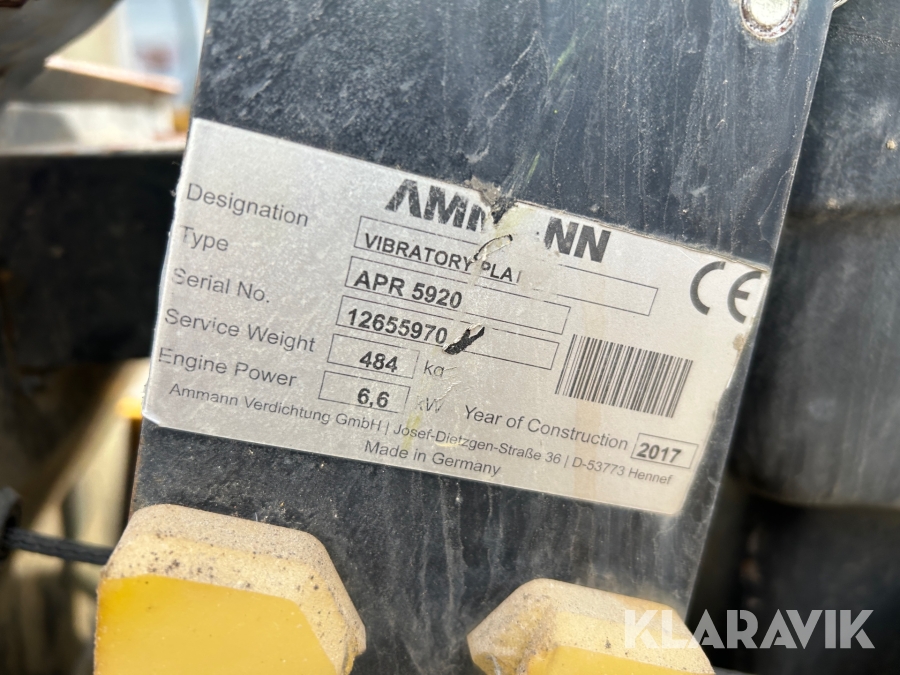 AMM NN
Designation VIBRATORY PLA
Type APR 5920
Serial No. 12655970
Service Weight 484 kg
Engine Power 6,6 kW
Year of Construction 2017
Ammann Verdichtung GmbH | Josef-Dietzgen-Straße 36 | D-53773 Hennef
Made in Germany
CE
KLARAVIK